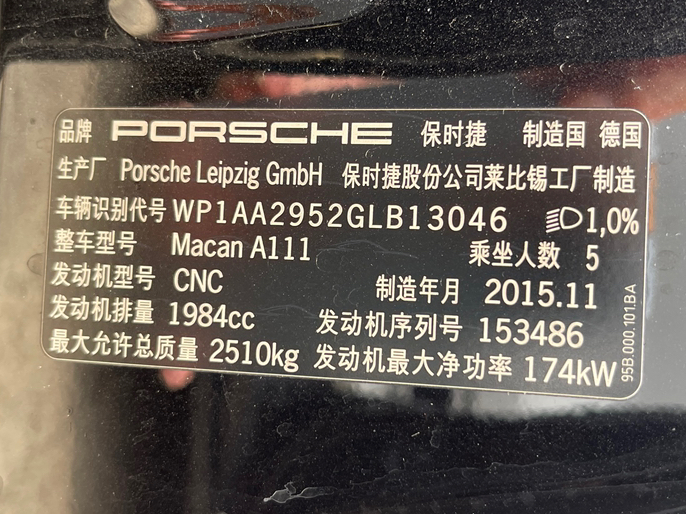 品牌 PORSCHE 保时捷 制造国 德国
生产厂 Porsche Leipzig GmbH 保时捷股份公司莱比锡工厂制造
车辆识别代号 WP1AA2952GLB13046 1,0%
整车型号 Macan A111 乘坐人数 5
发动机型号 CNC 制造年月 2015.11
发动机排量 1984cc 发动机序列号 153486
最大允许总质量 2510kg 发动机最大净功率 174kW
95B.000.101.BA